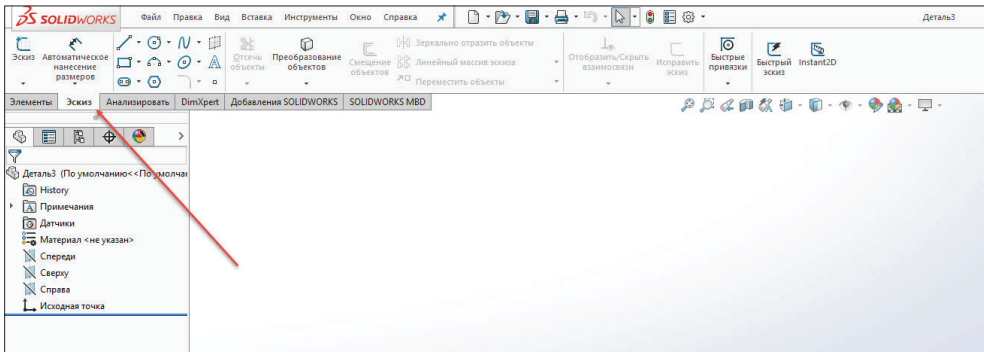 SOLIDWORKS Файл Правка Вид Вставка Инструменты Окно Справка Деталь3
Эскиз Автоматическое нанесение размеров
Отсечь объекты Преобразование объектов Смещение объектов
Зеркально отразить объекты
Линейный массив эскиза
Переместить объекты
Отобразить/Скрыть взаимосвязи Исправить эскиз Быстрые привязки Быстрый эскиз Instant2D
Элементы Эскиз Анализировать DimXpert Добавления SOLIDWORKS SOLIDWORKS MBD
Деталь3 (По умолчанию<<По умолчан
History
Примечания
Датчики
Материал <не указан>
Спереди
Сверху
Справа
Исходная точка